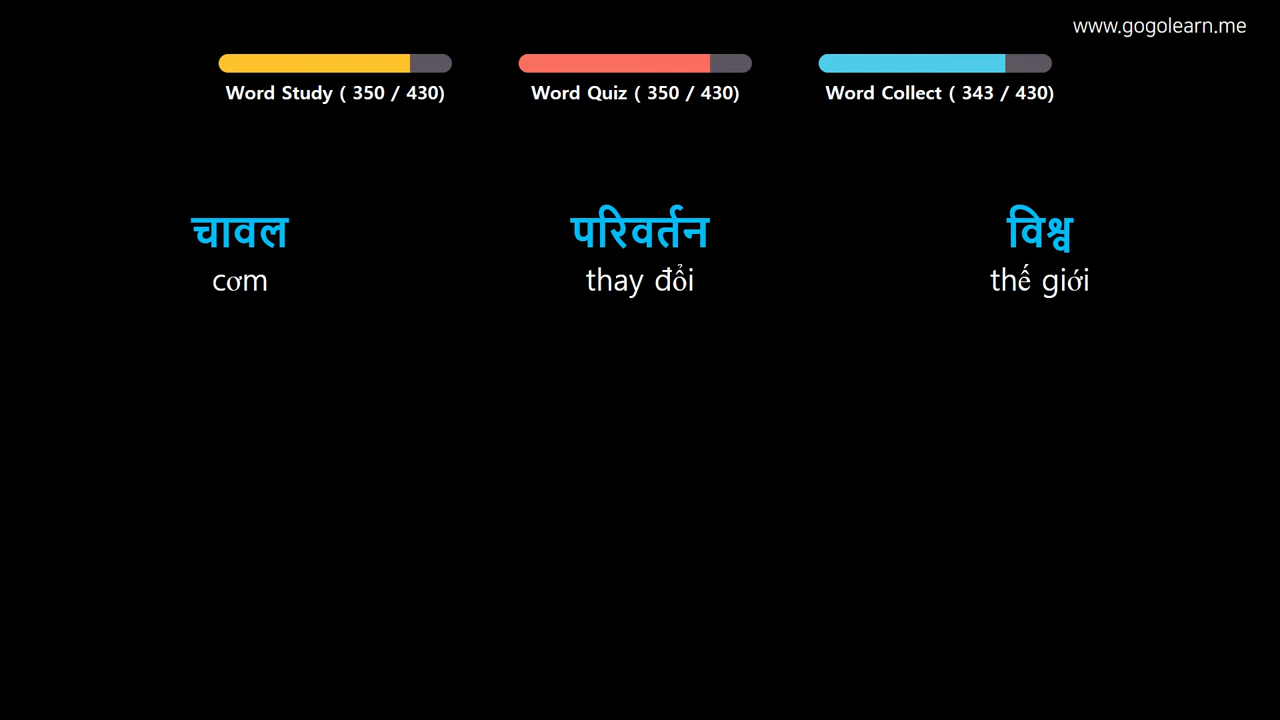 www.gogolearn.me
Word Study ( 350 / 430)
Word Quiz ( 350 / 430)
Word Collect ( 343 / 430)
चावल
cơm
परिवर्तन
thay đổi
विश्व
thế giới